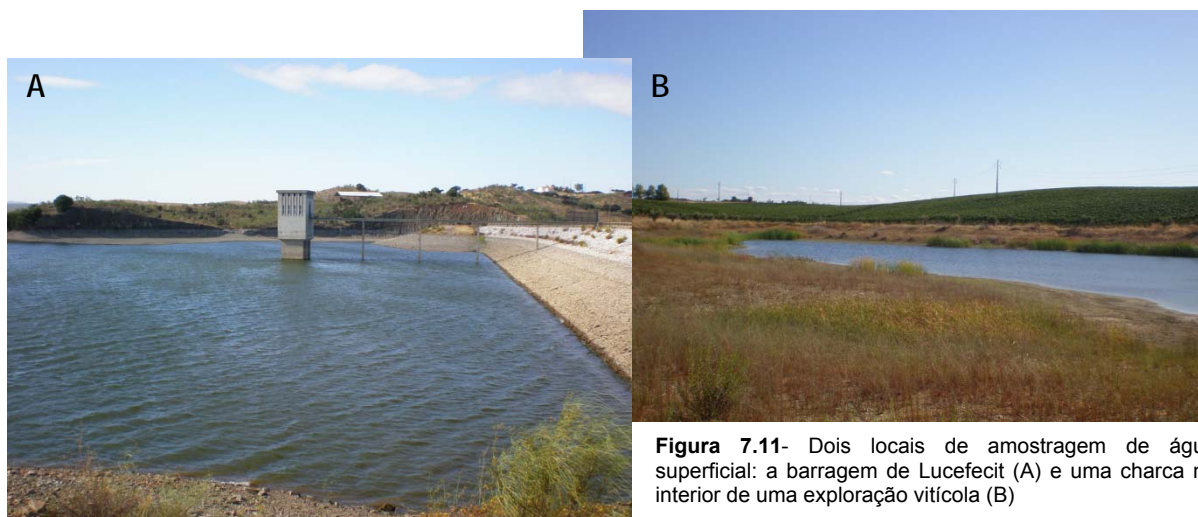 A
B
Figura 7.11- Dois locais de amostragem de águ
superficial: a barragem de Lucefecit (A) e uma charca n
interior de uma exploração vitícola (B)